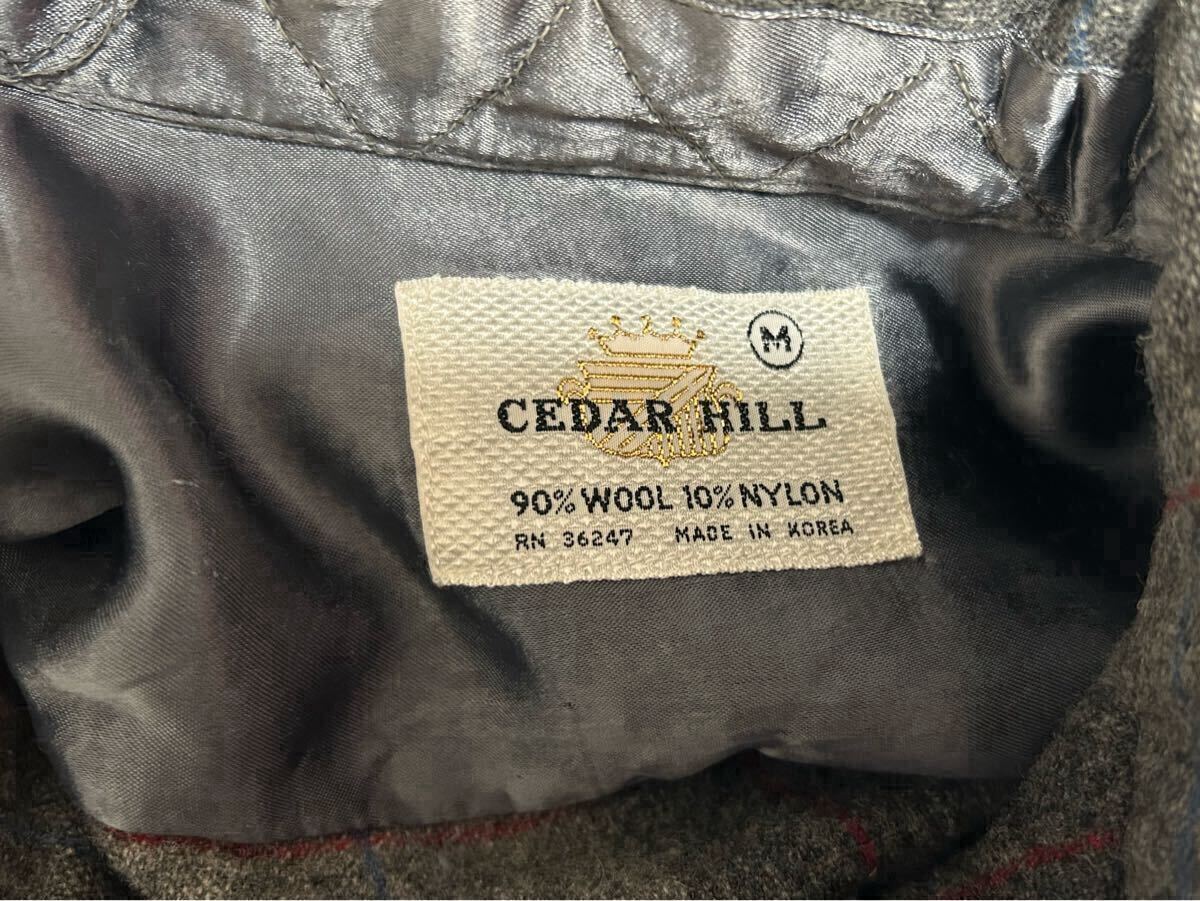 M
CEDAR HILL
90% WOOL 10% NYLON
RN 36247 MADE IN KOREA